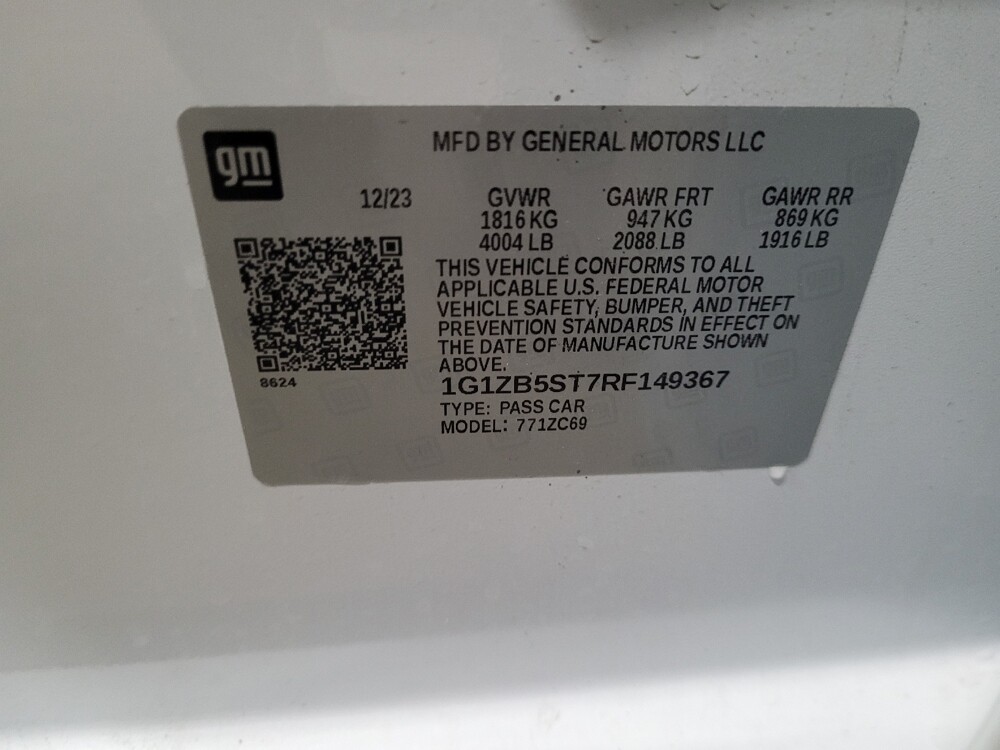 gm
MFD BY GENERAL MOTORS LLC
12/23 GVWR GAWR FRT GAWR RR
1816 KG 947 KG 869 KG
4004 LB 2088 LB 1916 LB
THIS VEHICLE CONFORMS TO ALL
APPLICABLE U.S. FEDERAL MOTOR
VEHICLE SAFETY, BUMPER, AND THEFT
PREVENTION STANDARDS IN EFFECT ON
THE DATE OF MANUFACTURE SHOWN
ABOVE.
8624
1G1ZB5ST7RF149367
TYPE: PASS CAR
MODEL: 771ZC69